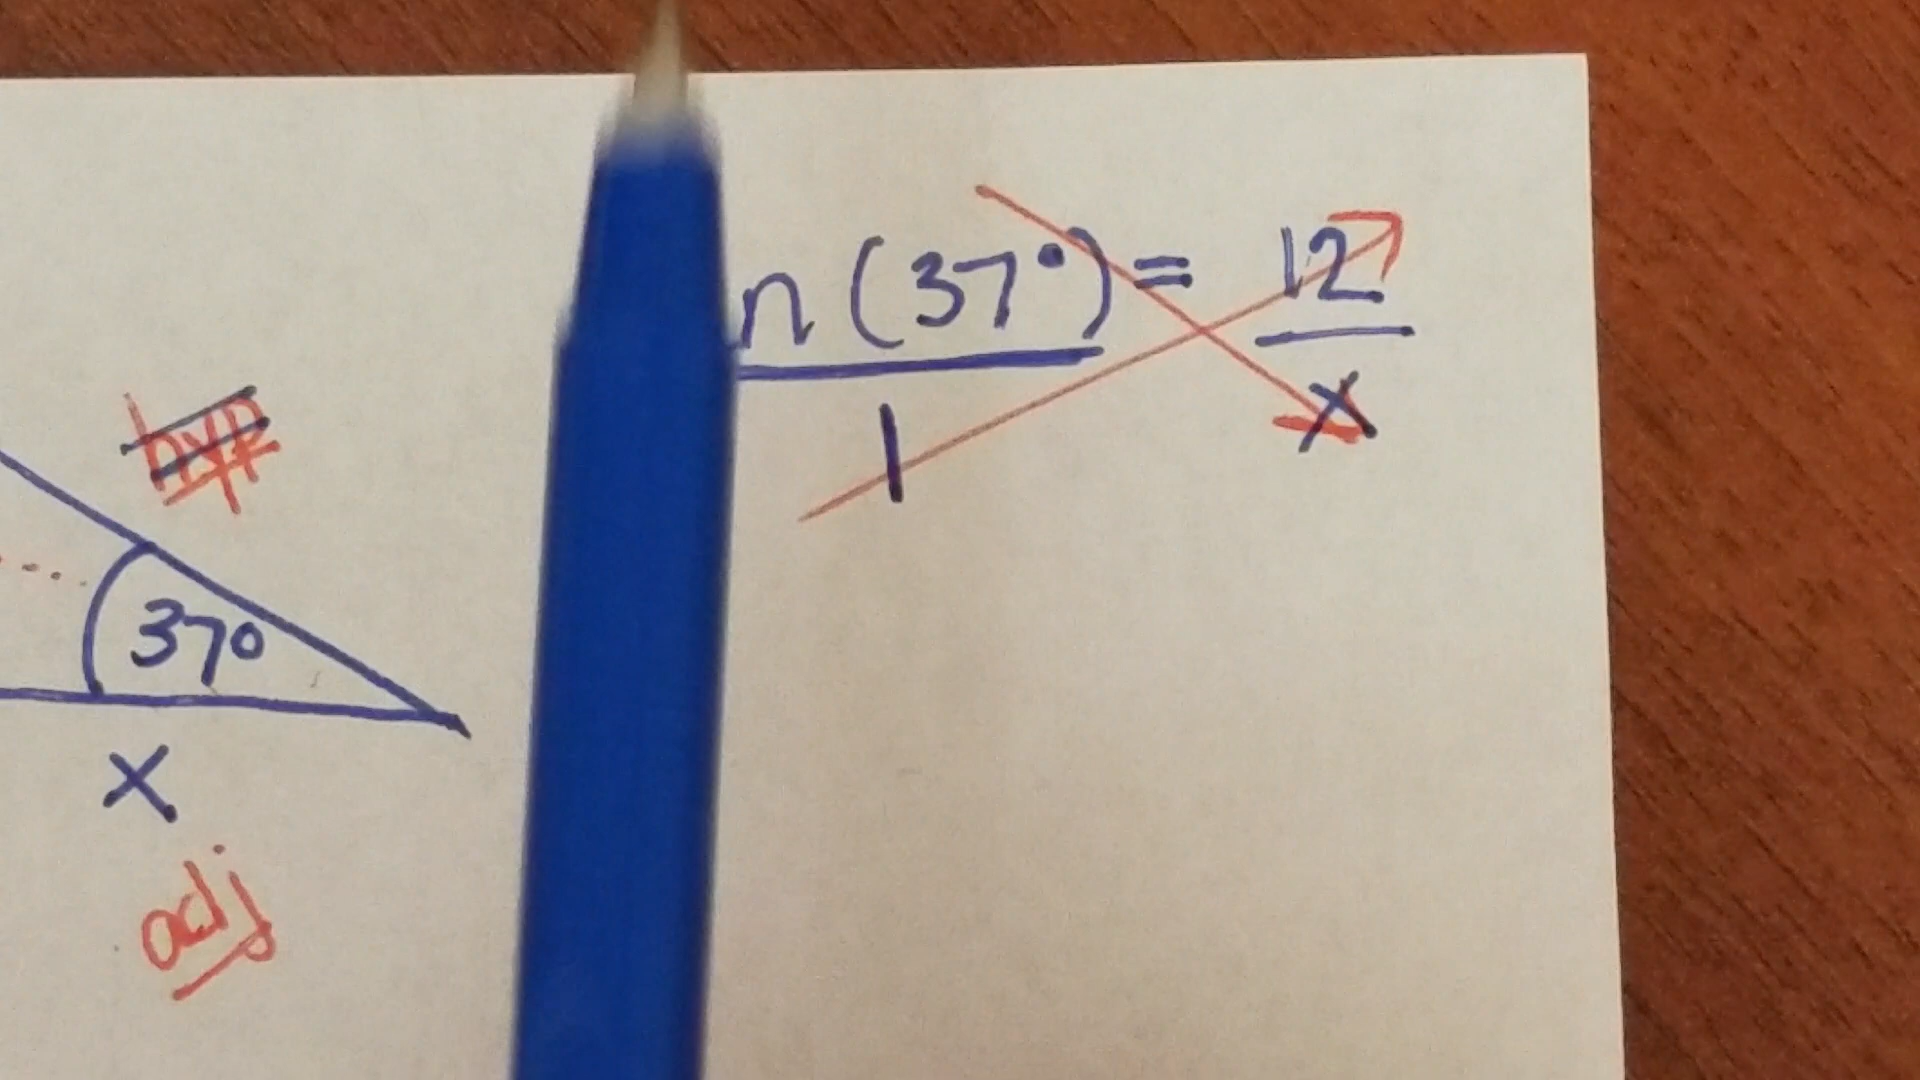 n (37°) = 12
1 x
hyp
37°
x
adj